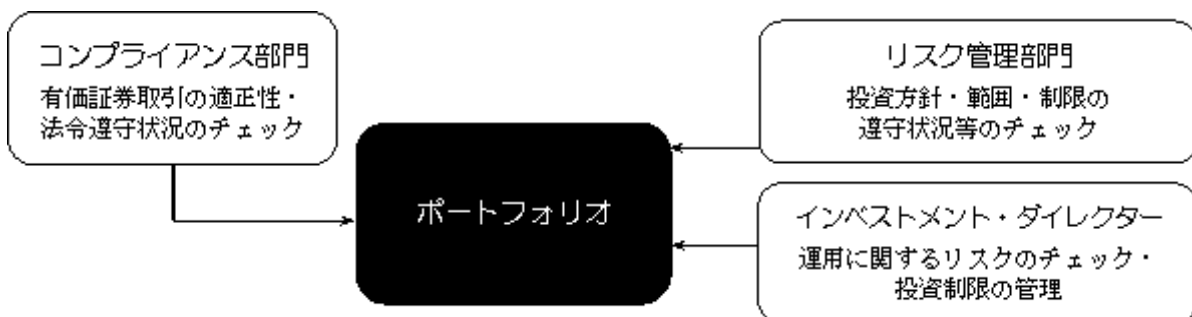 コンプライアンス部門
有価証券取引の適正性・
法令遵守状況のチェック
リスク管理部門
投資方針・範囲・制限の
遵守状況等のチェック
ポートフォリオ
インベストメント・ダイレクター
運用に関するリスクのチェック・
投資制限の管理